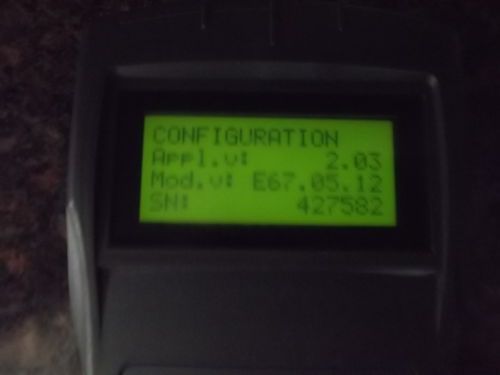 CONFIGURATION
Appl.v: 2.03
Mod.v: E67.05.12
SN: 427582